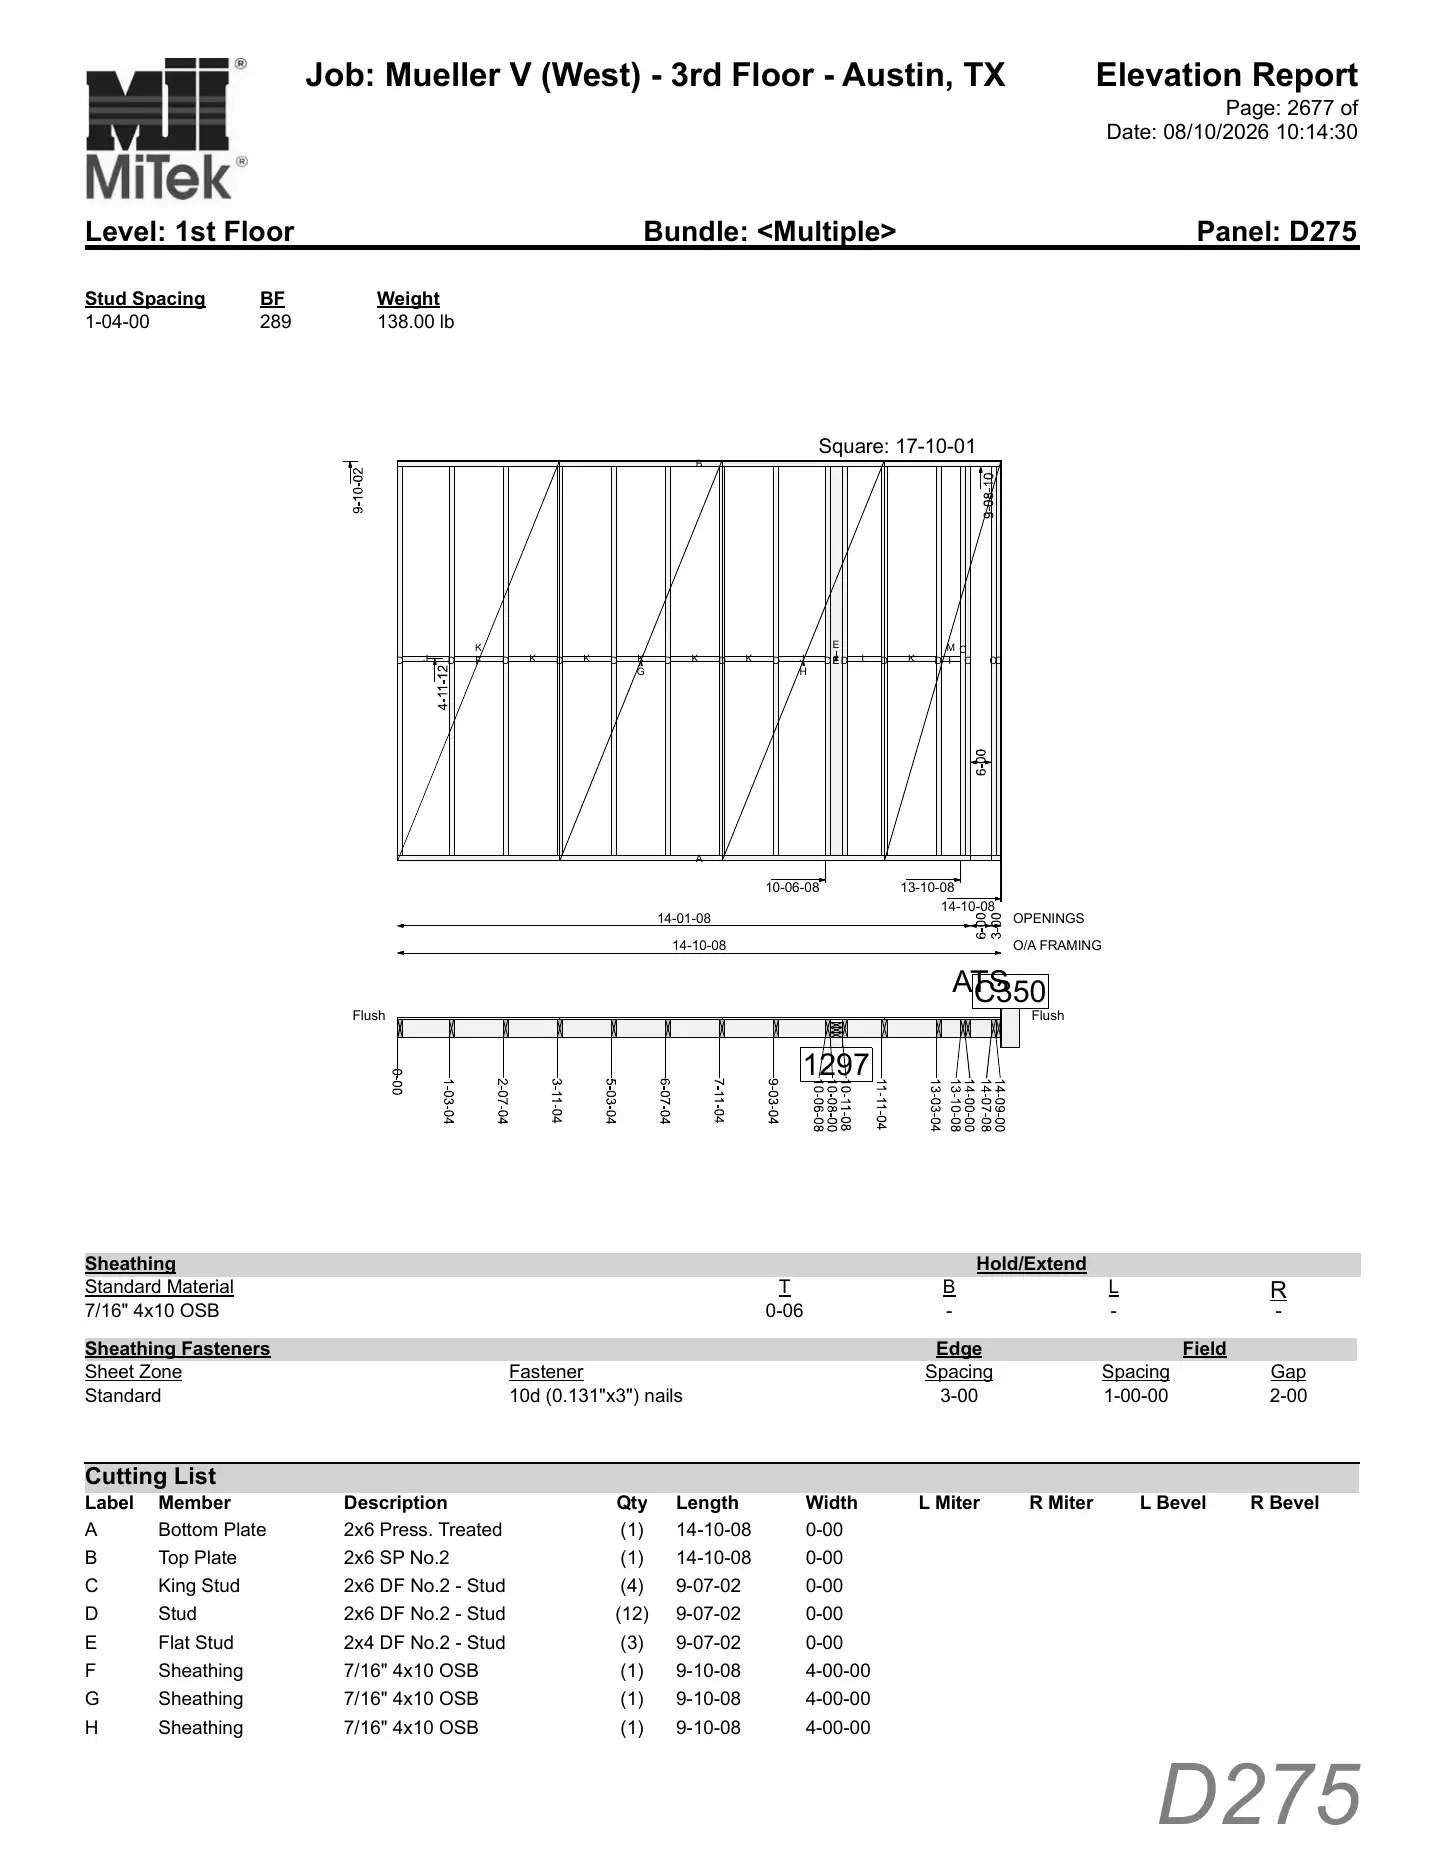 Job: Mueller V (West) - 3rd Floor - Austin, TX
Elevation Report
Page: 2677 of
Date: 08/10/2026 10:14:30
MiTek®
Level: 1st Floor Bundle: <Multiple> Panel: D275
Stud Spacing BF Weight
1-04-00 289 138.00 lb
Square: 17-10-01
B
9-10-02
9-08-10
K E M
K K K K K I K
4-11-12
G H
6-00
A
10-06-08 13-10-08
14-10-08
14-01-08 6-00 3-00 OPENINGS
14-10-08 O/A FRAMING
ATS
C350
Flush Flush
1297
0-00 1-03-04 2-07-04 3-11-04 5-03-04 6-07-04 7-11-04 9-03-04 10-06-08 10-08-00 10-11-08 11-11-04 13-03-04 13-10-08 14-00-00 14-07-08 14-09-00
Sheathing Hold/Extend
Standard Material T B L R
7/16" 4x10 OSB 0-06 - - -
Sheathing Fasteners Edge Field
Sheet Zone Fastener Spacing Spacing Gap
Standard 10d (0.131"x3") nails 3-00 1-00-00 2-00
Cutting List
Label Member Description Qty Length Width L Miter R Miter L Bevel R Bevel
A Bottom Plate 2x6 Press. Treated (1) 14-10-08 0-00
B Top Plate 2x6 SP No.2 (1) 14-10-08 0-00
C King Stud 2x6 DF No.2 - Stud (4) 9-07-02 0-00
D Stud 2x6 DF No.2 - Stud (12) 9-07-02 0-00
E Flat Stud 2x4 DF No.2 - Stud (3) 9-07-02 0-00
F Sheathing 7/16" 4x10 OSB (1) 9-10-08 4-00-00
G Sheathing 7/16" 4x10 OSB (1) 9-10-08 4-00-00
H Sheathing 7/16" 4x10 OSB (1) 9-10-08 4-00-00
D275